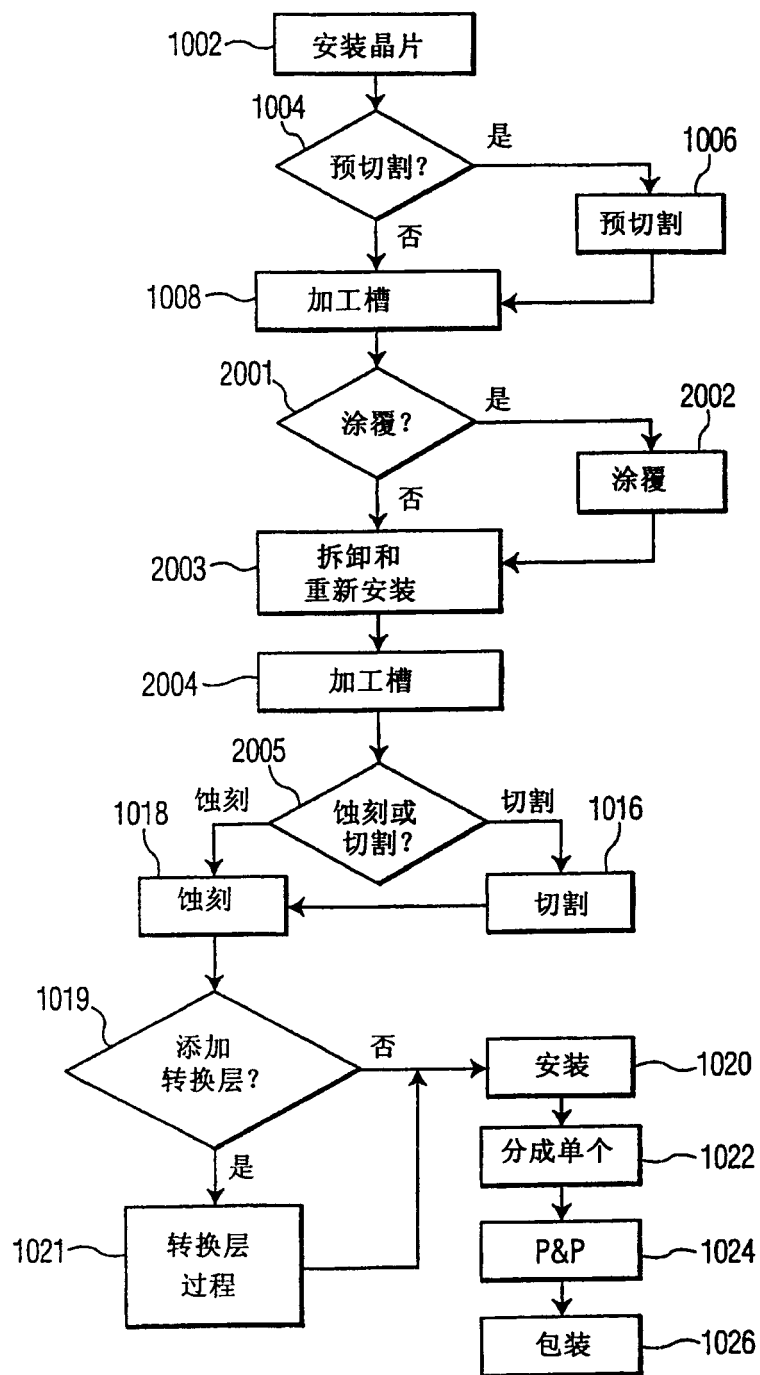 1002
安装晶片
1004
预切割?
是
1006
预切割
否
1008
加工槽
2001
涂覆?
是
2002
涂覆
否
2003
拆卸和
重新安装
2004
加工槽
2005
蚀刻或
切割?
蚀刻
切割
1018
蚀刻
1016
切割
1019
添加
转换层?
否
是
1021
转换层
过程
安装
1020
分成单个
1022
P&P
1024
包装
1026